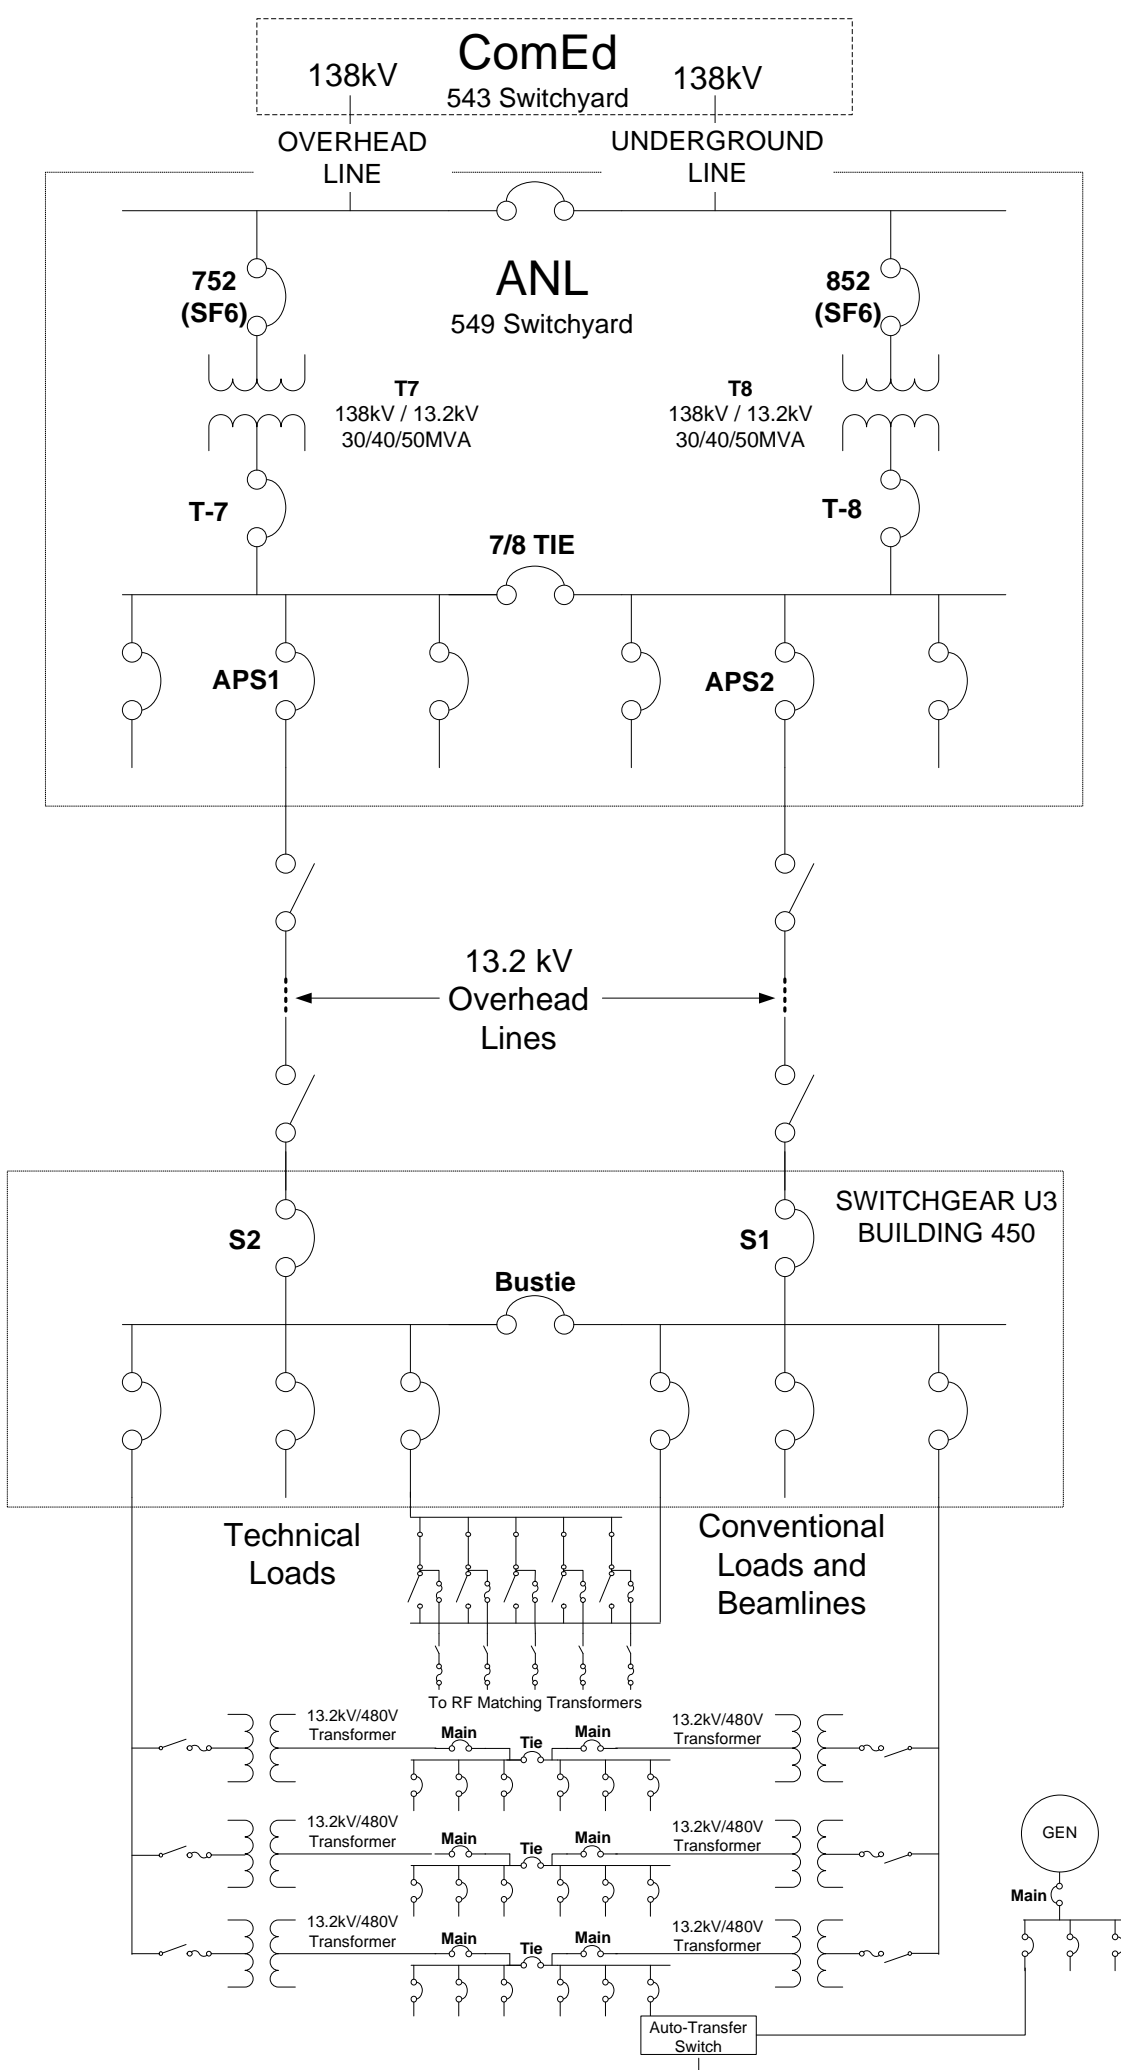 ComEd
138kV
138kV
543 Switchyard
OVERHEAD
LINE
UNDERGROUND
LINE
ANL
549 Switchyard
752
(SF6)
852
(SF6)
T7
138kV / 13.2kV
30/40/50MVA
T8
138kV / 13.2kV
30/40/50MVA
T-7
T-8
7/8 TIE
APS1
APS2
13.2 kV
Overhead
Lines
SWITCHGEAR U3
BUILDING 450
S2
S1
Bustie
Technical
Loads
Conventional
Loads and
Beamlines
To RF Matching Transformers
13.2kV/480V
Transformer
Main
Tie
Main
13.2kV/480V
Transformer
13.2kV/480V
Transformer
Main
Tie
Main
13.2kV/480V
Transformer
GEN
Main
13.2kV/480V
Transformer
Main
Tie
Main
13.2kV/480V
Transformer
Auto-Transfer
Switch